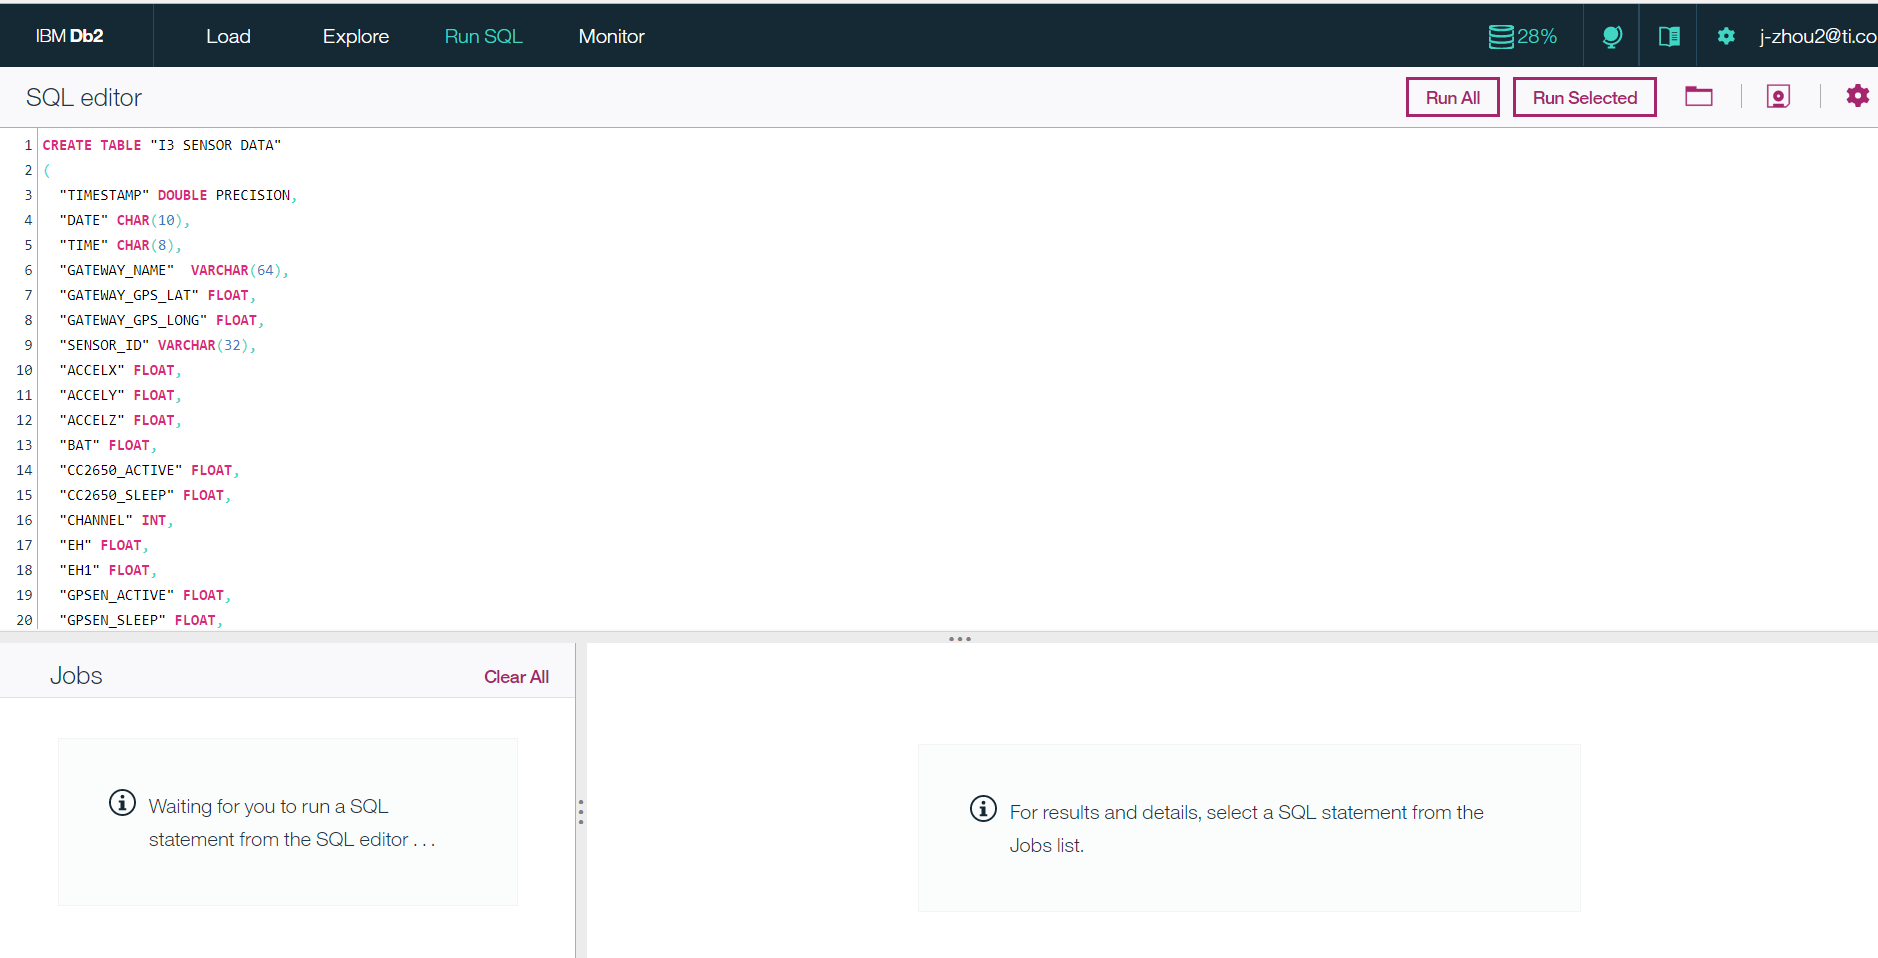 IBM Db2 Load Explore Run SQL Monitor 28% j-zhou2@ti.co
SQL editor Run All Run Selected
1 CREATE TABLE "I3 SENSOR DATA"
2 (
3 "TIMESTAMP" DOUBLE PRECISION,
4 "DATE" CHAR(10),
5 "TIME" CHAR(8),
6 "GATEWAY_NAME"  VARCHAR(64),
7 "GATEWAY_GPS_LAT" FLOAT,
8 "GATEWAY_GPS_LONG" FLOAT,
9 "SENSOR_ID" VARCHAR(32),
10 "ACCELX" FLOAT,
11 "ACCELY" FLOAT,
12 "ACCELZ" FLOAT,
13 "BAT" FLOAT,
14 "CC2650_ACTIVE" FLOAT,
15 "CC2650_SLEEP" FLOAT,
16 "CHANNEL" INT,
17 "EH" FLOAT,
18 "EH1" FLOAT,
19 "GPSEN_ACTIVE" FLOAT,
20 "GPSEN_SLEEP" FLOAT,
Jobs Clear All
Waiting for you to run a SQL
statement from the SQL editor . . .
For results and details, select a SQL statement from the
Jobs list.